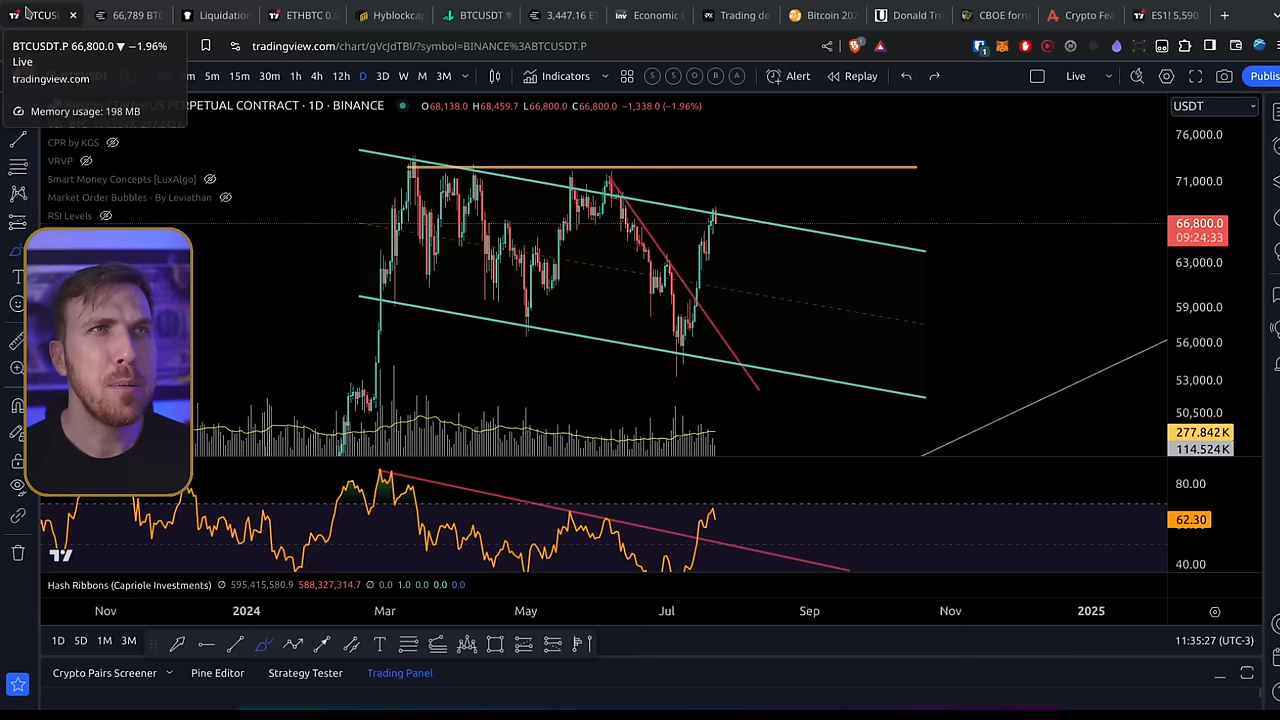 BTCUSI
66,789 BTC
Liquidation
ETHBTC 0.
Hyblockcap
BTCUSDT
3,447.16 E
Economic
Trading de
Bitcoin 202
Donald Tru
CBOE forn
Crypto Fea
ES1! 5,590.
BTCUSDT.P 66,800.0 ▼ −1.96%
Live
tradingview.com
Memory usage: 198 MB
tradingview.com/chart/gVcJdTBI/?symbol=BINANCE%3ABTCUSDT.P
5m 15m 30m 1h 4h 12h D 3D W M 3M
Indicators
S S O B A
Alert
Replay
Live
Publis
PERPETUAL CONTRACT · 1D · BINANCE
O68,138.0 H68,459.7 L66,800.0 C66,800.0 −1,338.0 (−1.96%)
USDT
CPR by KGS
VRVP
Smart Money Concepts [LuxAlgo]
Market Order Bubbles - By Leviathan
RSI Levels
76,000.0
71,000.0
66,800.0
09:24:33
63,000.0
59,000.0
56,000.0
53,000.0
50,500.0
277.842K
114.524K
80.00
62.30
40.00
Hash Ribbons (Capriole Investments) ∅ 595,415,580.9 588,327,314.7 ∅ 0.0 1.0 0.0 0.0 0.0
Nov 2024 Mar May Jul Sep Nov 2025
1D 5D 1M 3M
11:35:27 (UTC-3)
Crypto Pairs Screener
Pine Editor
Strategy Tester
Trading Panel